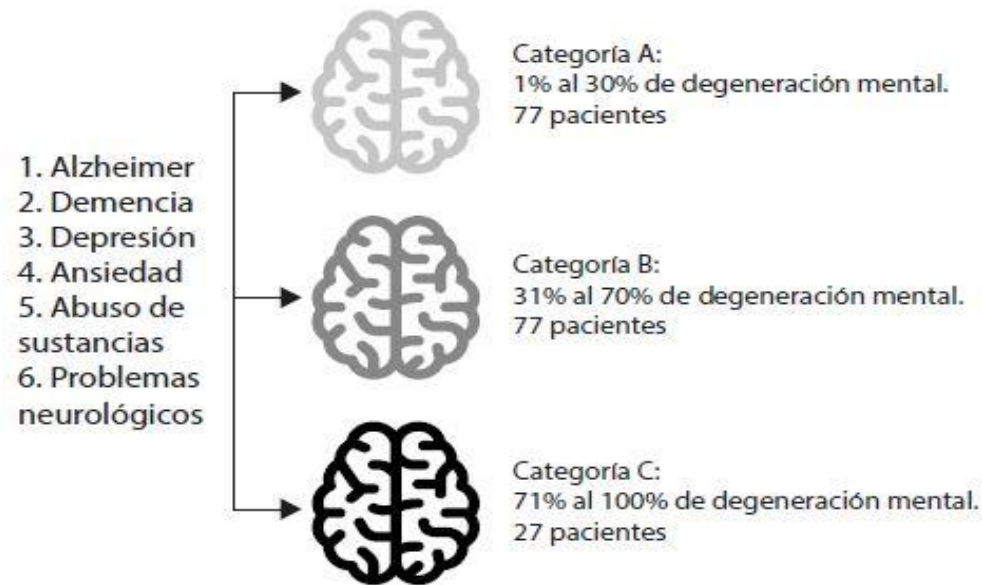 1. Alzheimer
2. Demencia
3. Depresión
4. Ansiedad
5. Abuso de
sustancias
6. Problemas
neurológicos
Categoría A:
1% al 30% de degeneración mental.
77 pacientes
Categoría B:
31% al 70% de degeneración mental.
77 pacientes
Categoría C:
71% al 100% de degeneración mental.
27 pacientes